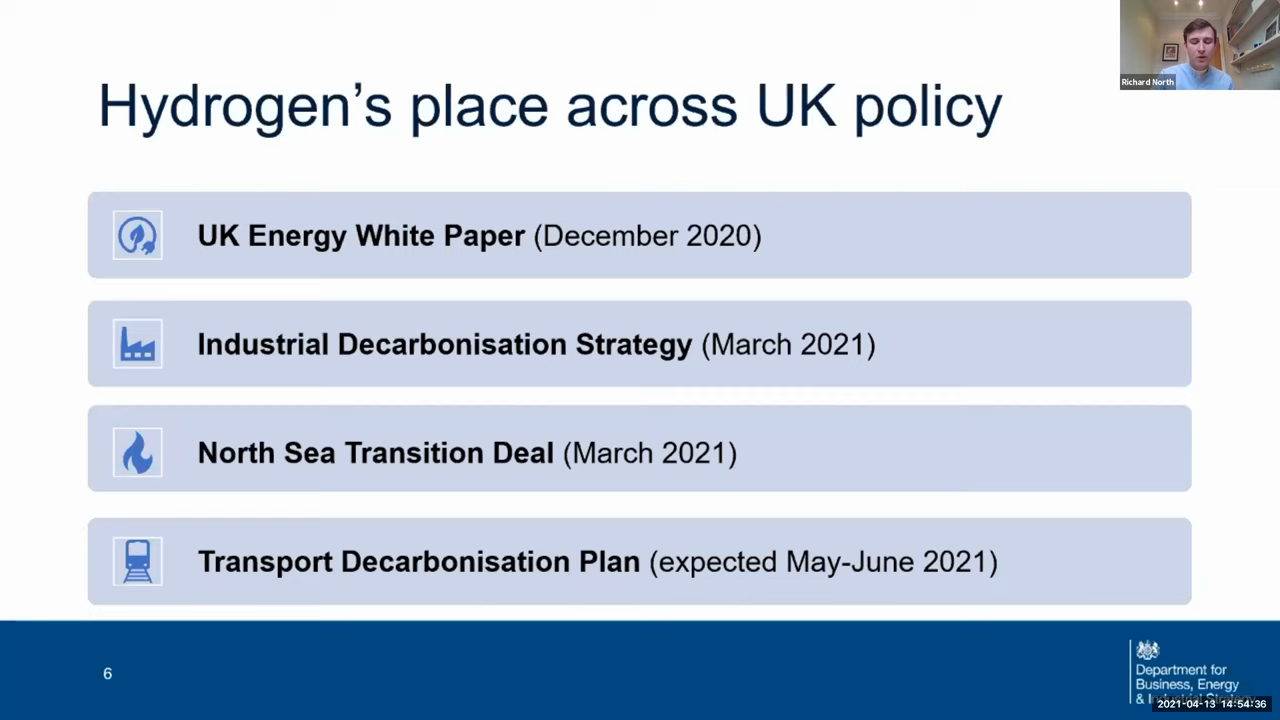 Richard North
Hydrogen’s place across UK policy
UK Energy White Paper (December 2020)
Industrial Decarbonisation Strategy (March 2021)
North Sea Transition Deal (March 2021)
Transport Decarbonisation Plan (expected May-June 2021)
6
Department for
Business, Energy
& Industrial Strategy
2021-04-13 14:54:36